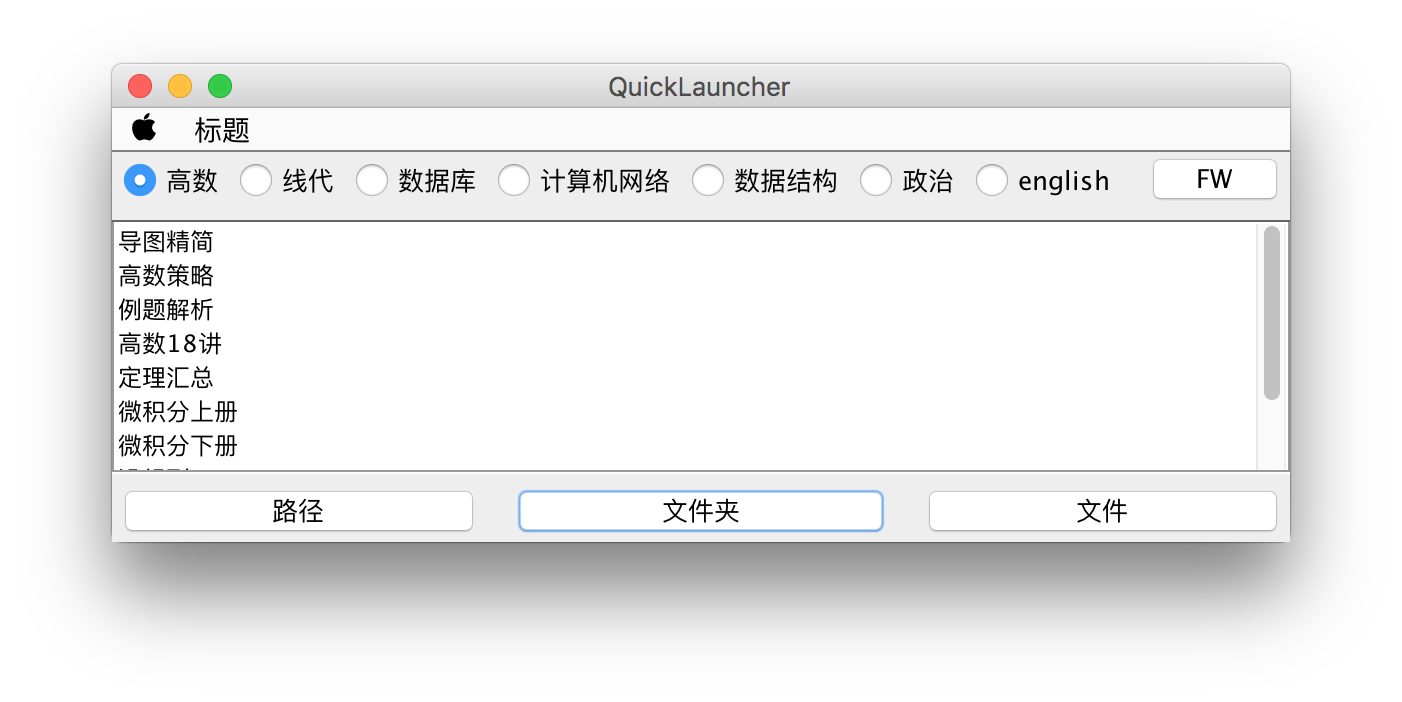 QuickLauncher
标题
高数 线代 数据库 计算机网络 数据结构 政治 english FW
导图精简
高数策略
例题解析
高数18讲
定理汇总
微积分上册
微积分下册
路径 文件夹 文件